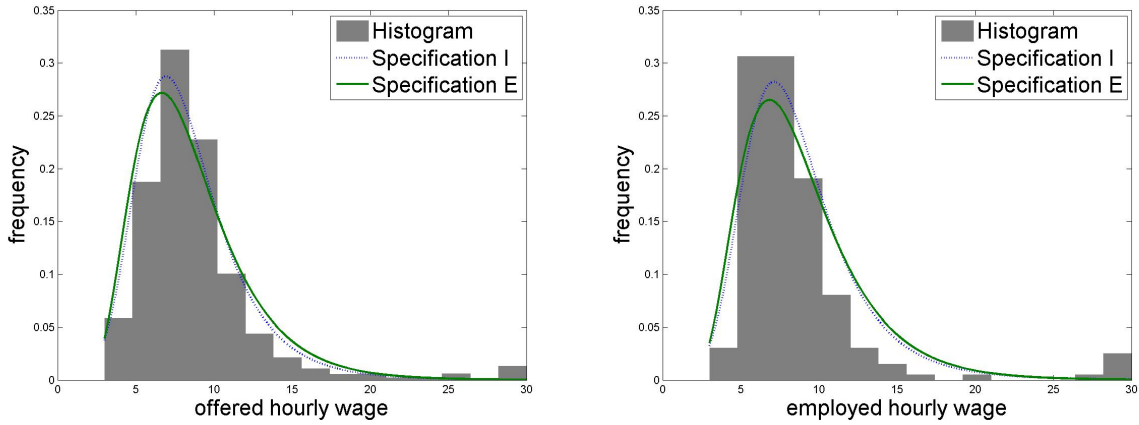 0.35
0.3
0.25
0.2
0.15
0.1
0.05
0
frequency
0 5 10 15 20 25 30
offered hourly wage
Histogram
Specification I
Specification E
0.35
0.3
0.25
0.2
0.15
0.1
0.05
0
frequency
0 5 10 15 20 25 30
employed hourly wage
Histogram
Specification I
Specification E